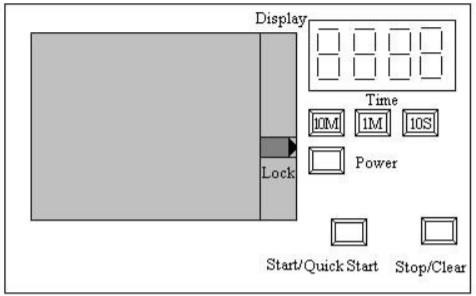 Display
Time
10M 1M 10S
Power
Lock
Start/Quick Start Stop/Clear